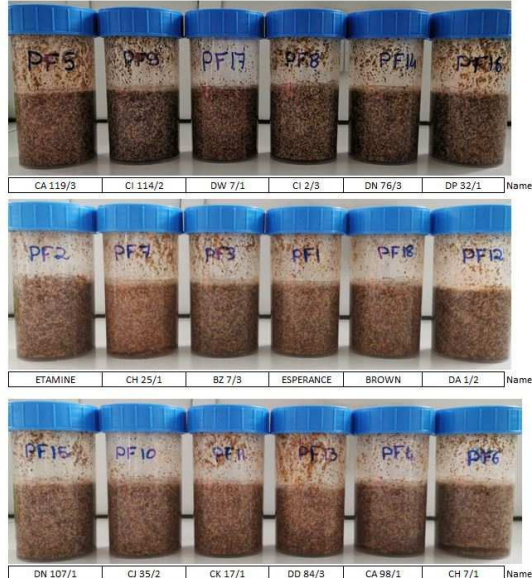 PF5 PF9 PF17 PF8 PF14 PF16
CA 119/3 CI 114/2 DW 7/1 CI 2/3 DN 76/3 DP 32/1 Name
PF2 PF7 PF3 PF1 PF18 PF12
ETAMINE CH 25/1 BZ 7/3 ESPERANCE BROWN DA 1/2 Name
PF15 PF10 PF11 PF13 PF4 PF6
DN 107/1 CJ 35/2 CK 17/1 DD 84/3 CA 98/1 CH 7/1 Name